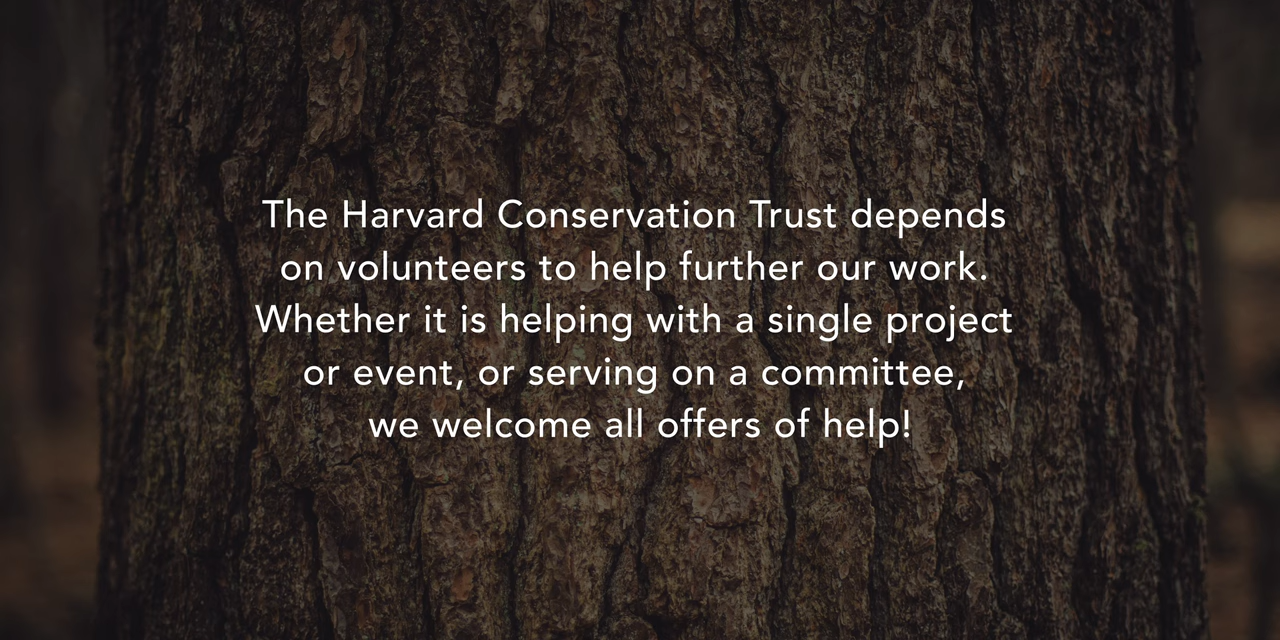 The Harvard Conservation Trust depends
on volunteers to help further our work.
Whether it is helping with a single project
or event, or serving on a committee,
we welcome all offers of help!